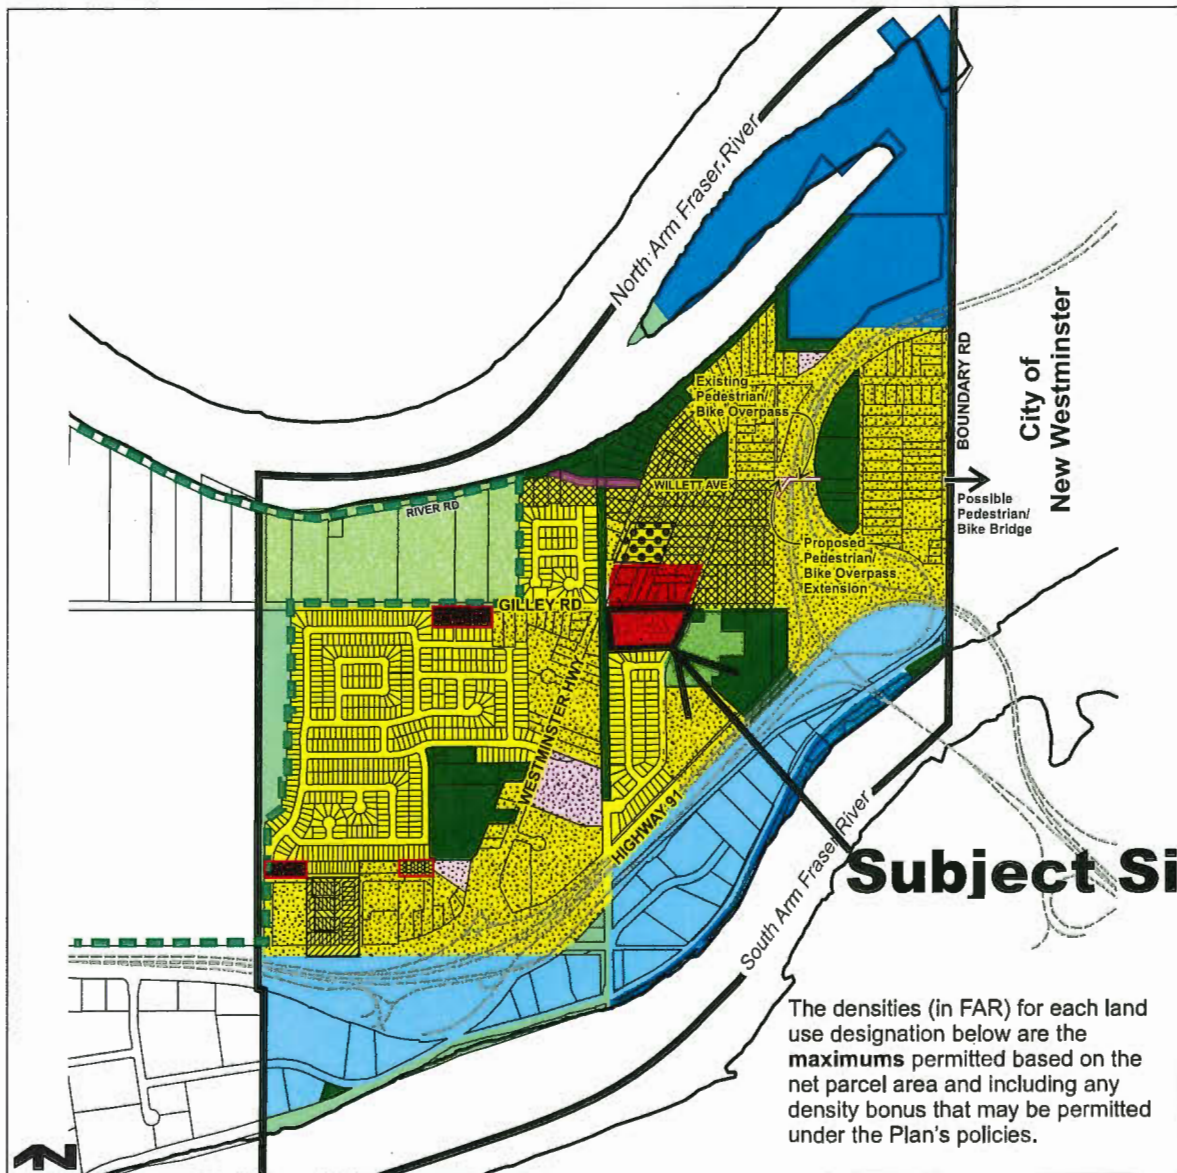 North Arm Fraser River
BOUNDARY RD
City of
New Westminster
Existing
Pedestrian/
Bike Overpass
WILLETT AVE
Possible
Pedestrian/
Bike Bridge
RIVER RD
Proposed
Pedestrian/
Bike Overpass
Extension
GILLEY RD
WESTMINSTER HWY
HIGHWAY 91
South Arm Fraser River
Subject Si
The densities (in FAR) for each land
use designation below are the
maximums permitted based on the
net parcel area and including any
density bonus that may be permitted
under the Plan's policies.
N